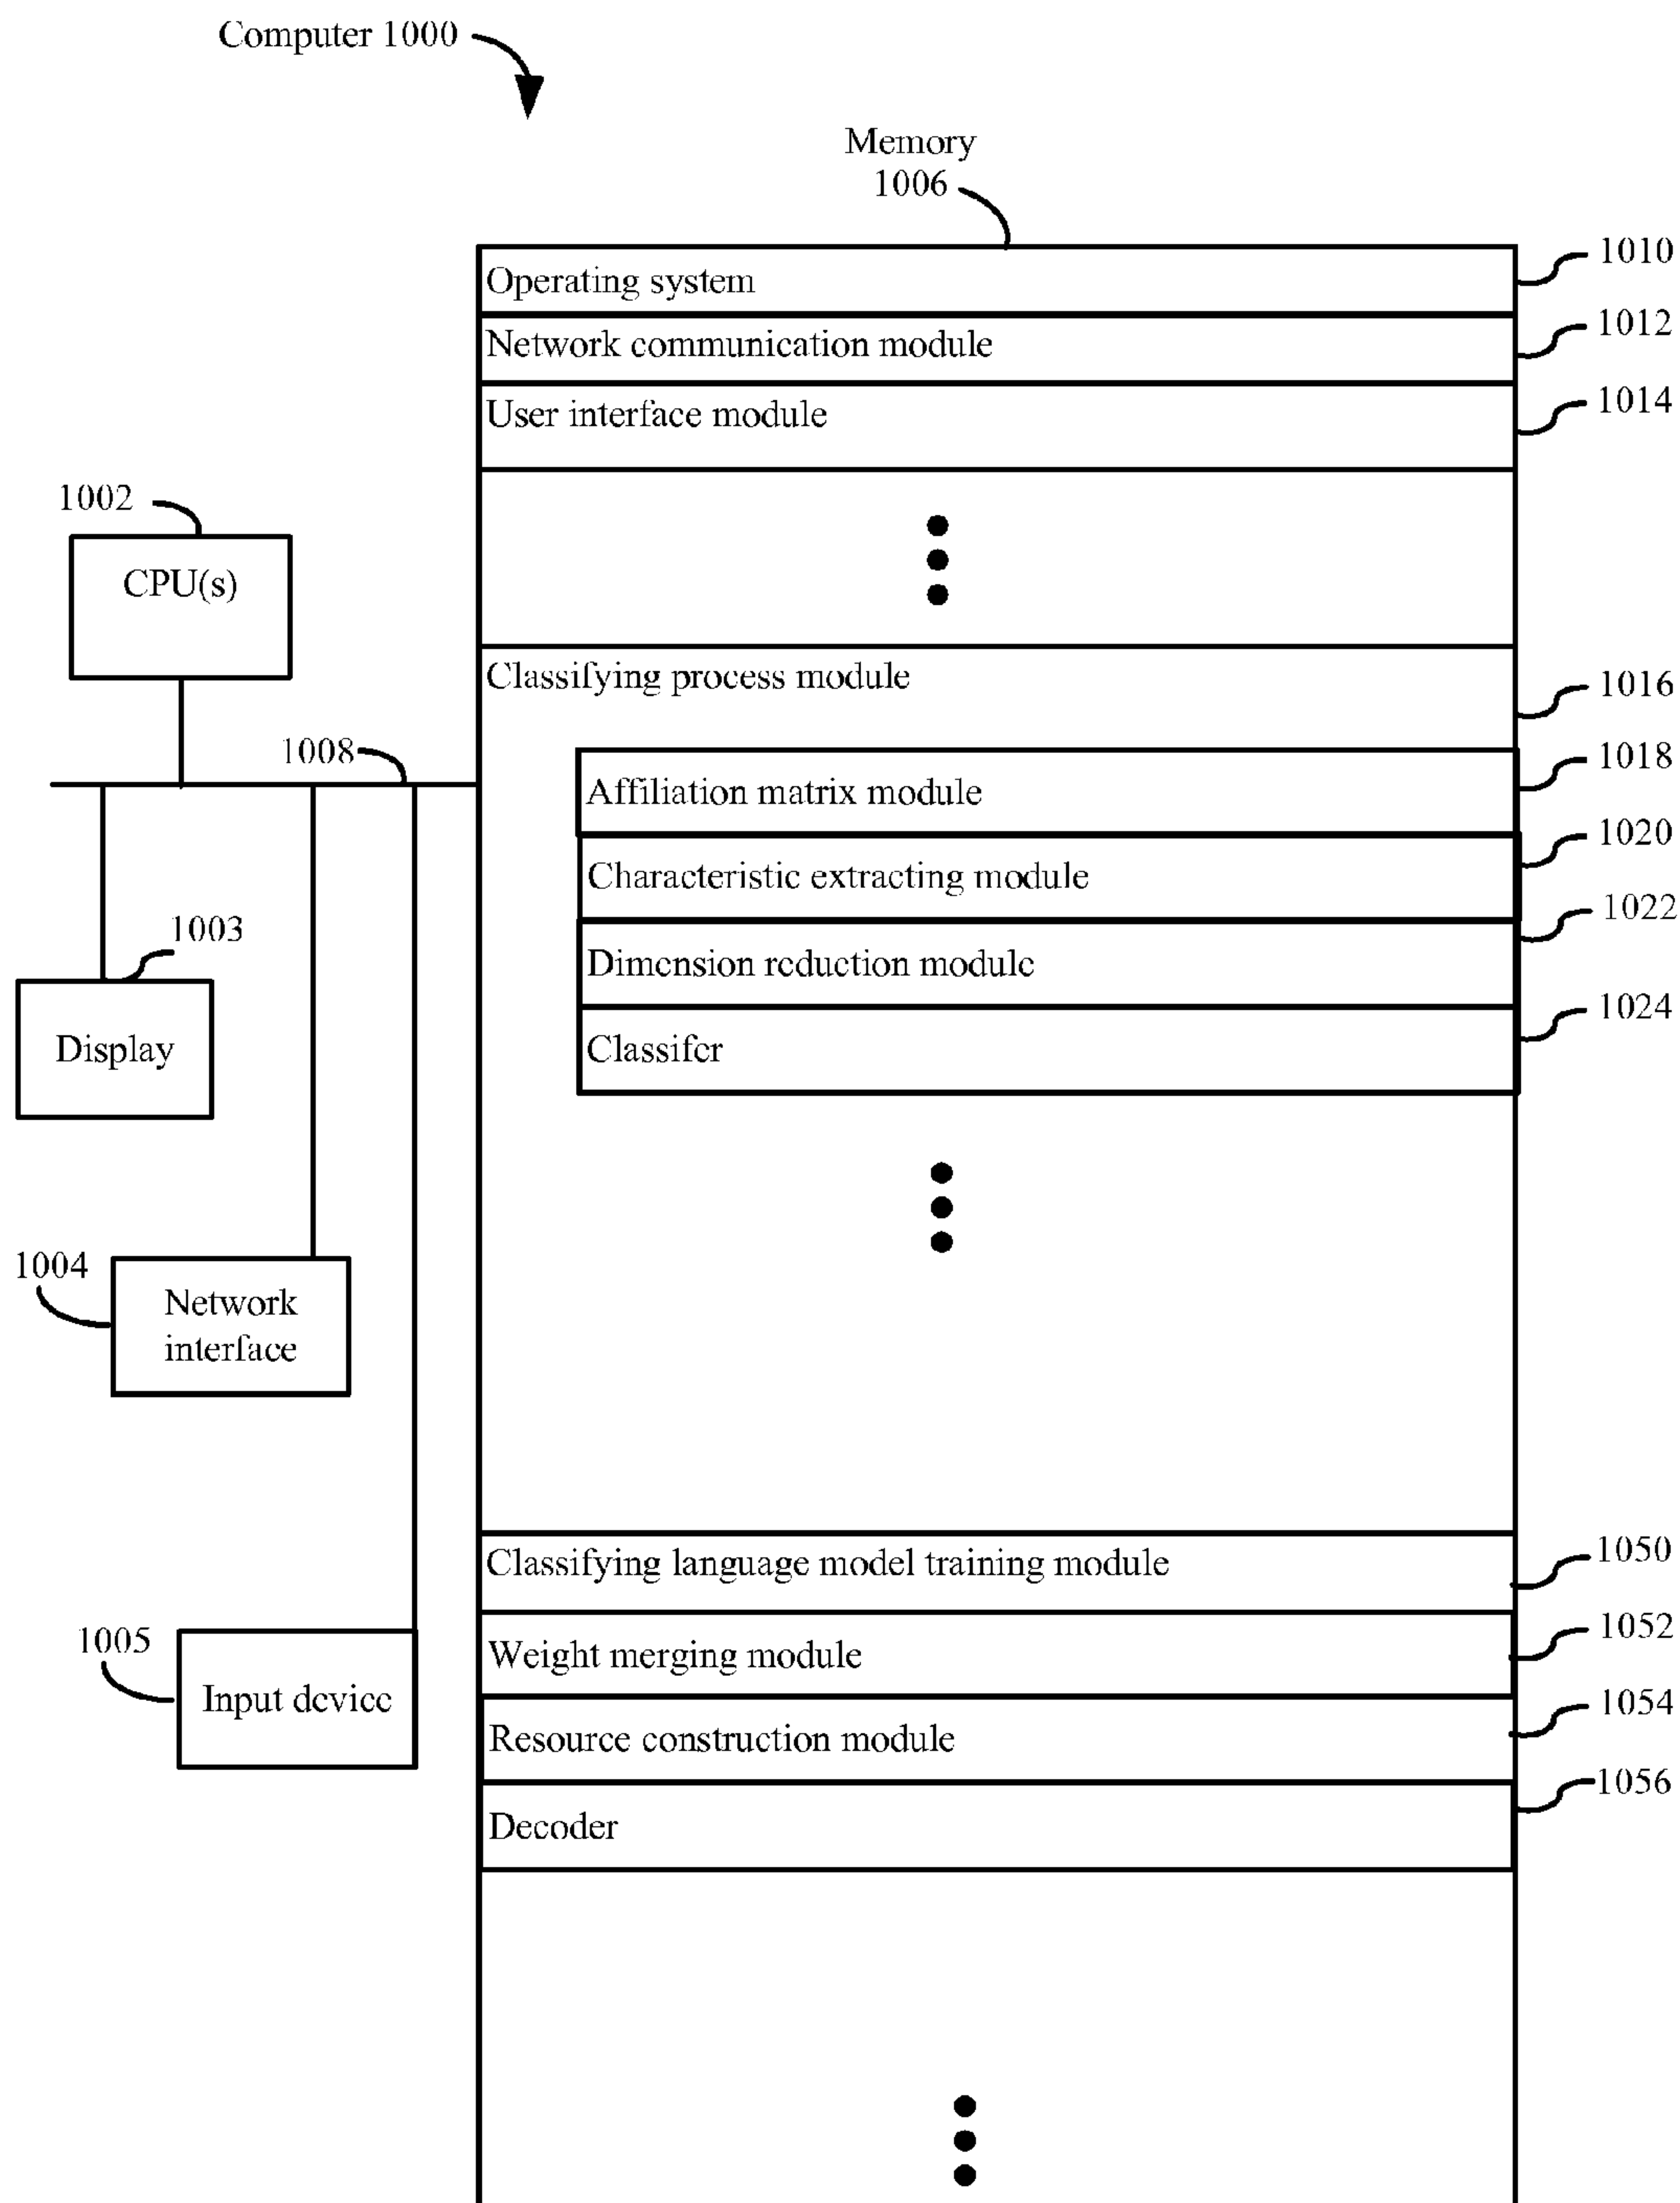 Computer 1000
Memory
1006
Operating system
1010
Network communication module
1012
User interface module
1014
1002
CPU(s)
Classifying process module
1016
1008
Affiliation matrix module
1018
Characteristic extracting module
1020
1003
Dimension reduction module
1022
Display
Classifer
1024
1004
Network
interface
Classifying language model training module
1050
1005
Input device
Weight merging module
1052
Resource construction module
1054
Decoder
1056